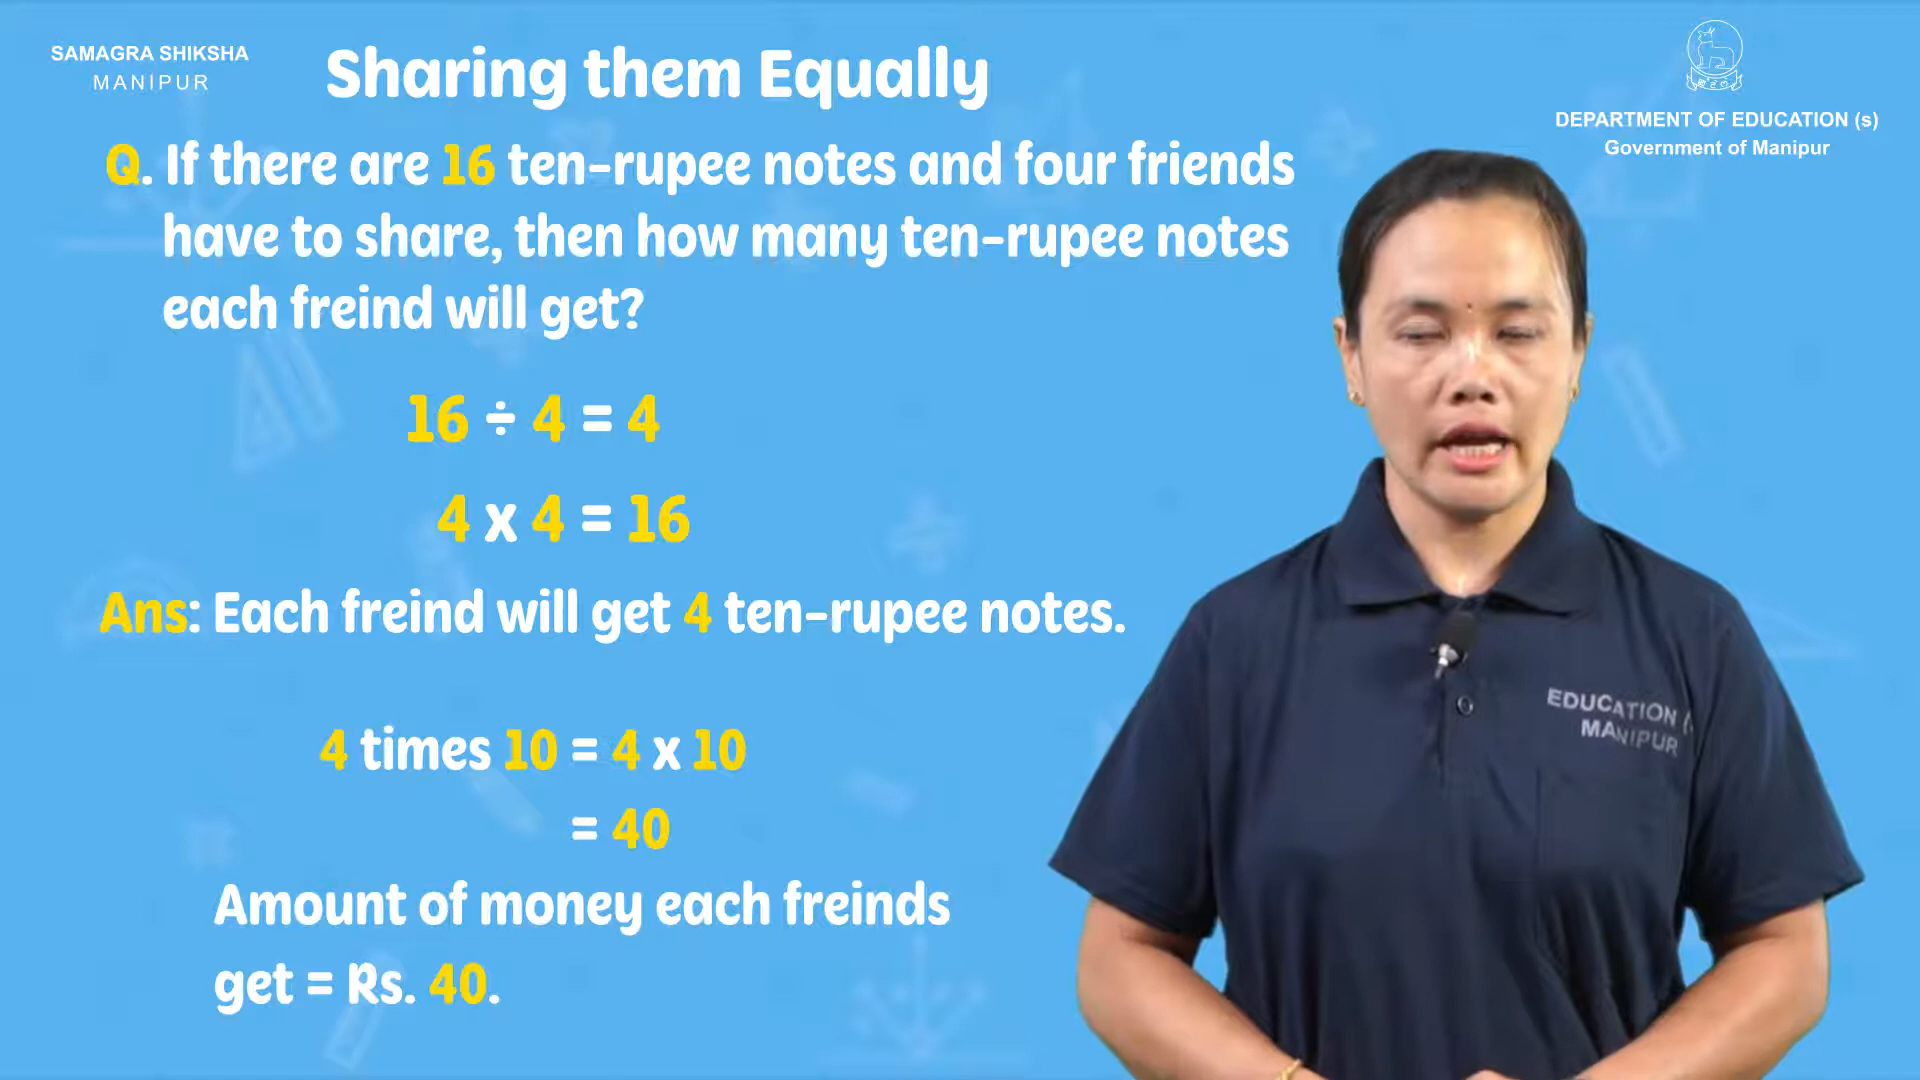 SAMAGRA SHIKSHA
MANIPUR
Sharing them Equally
DEPARTMENT OF EDUCATION (s)
Government of Manipur
Q. If there are 16 ten-rupee notes and four friends
have to share, then how many ten-rupee notes
each freind will get?
16 ÷ 4 = 4
4 x 4 = 16
Ans: Each freind will get 4 ten-rupee notes.
EDUCATION (
MANIPUR
4 times 10 = 4 x 10
= 40
Amount of money each freinds
get = Rs. 40.